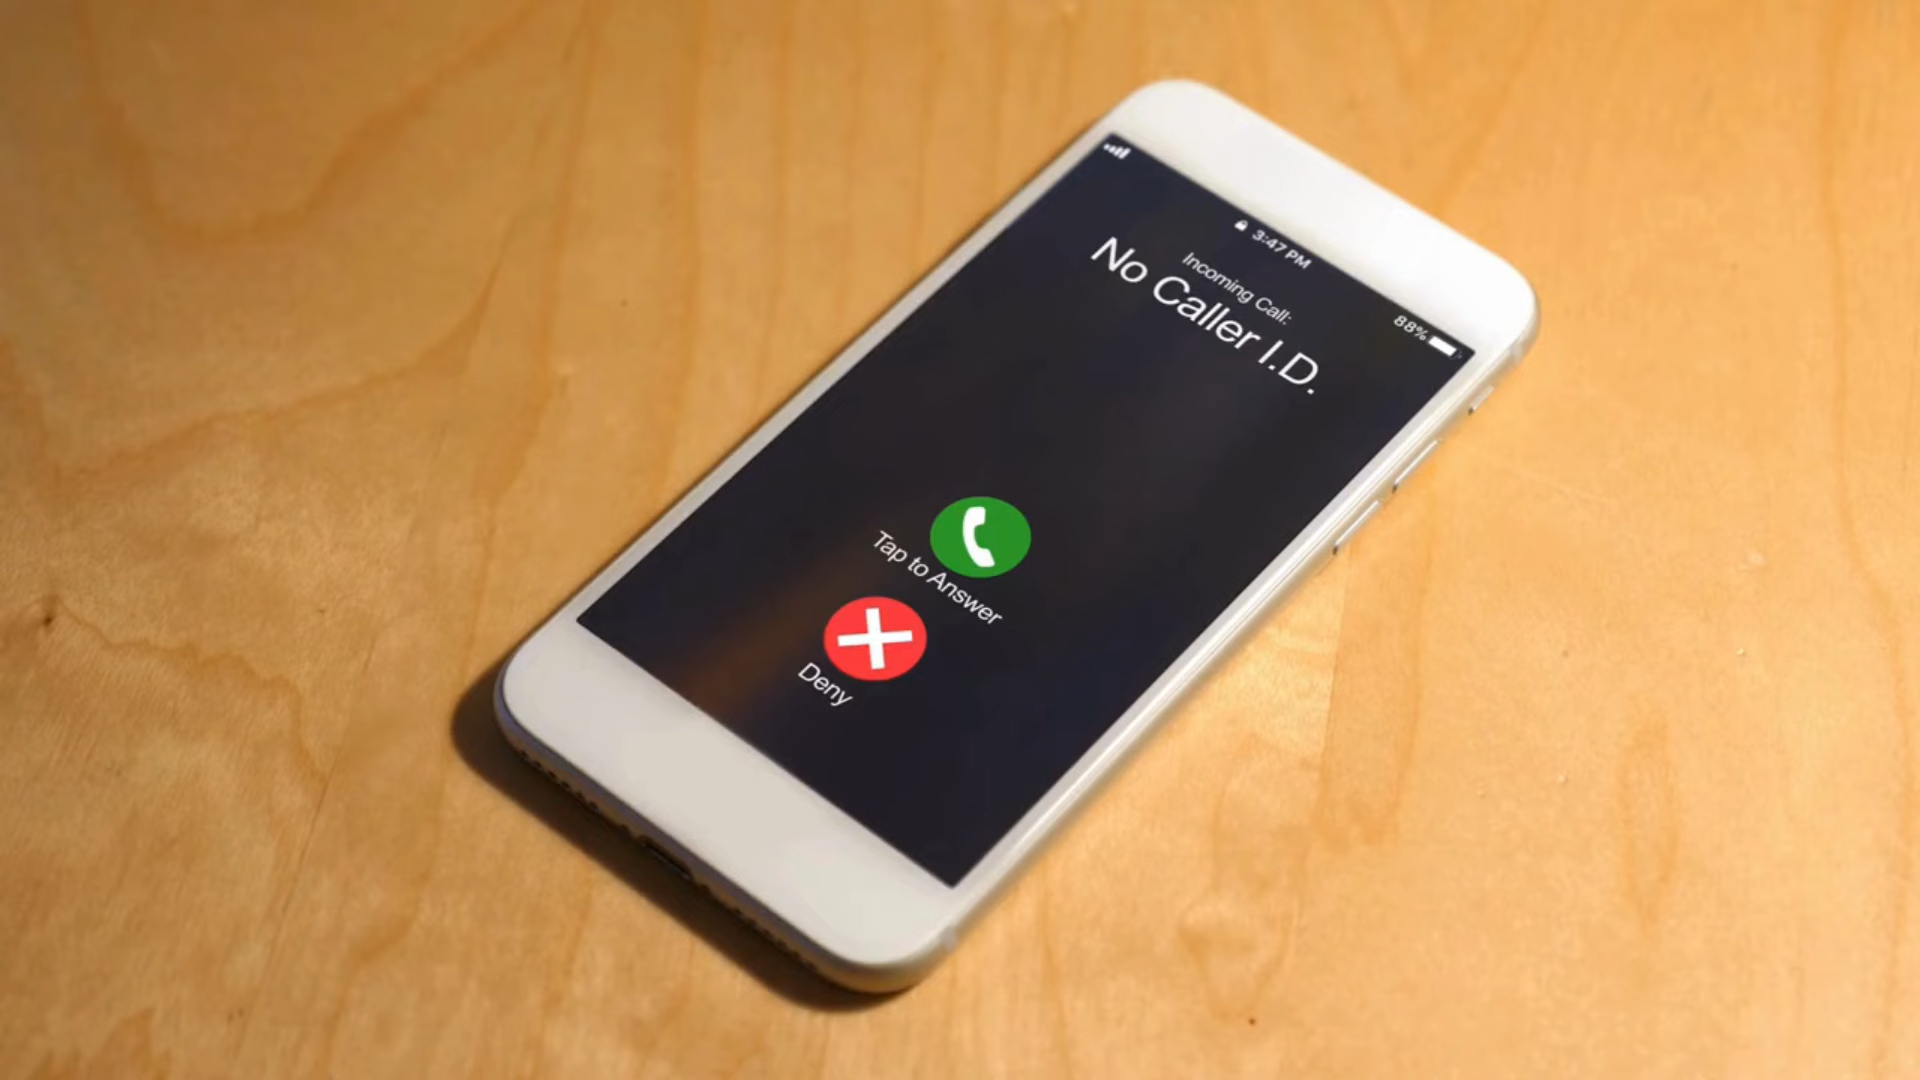 3:47 PM
88%
Incoming Call:
No Caller I.D.
Tap to Answer
Deny